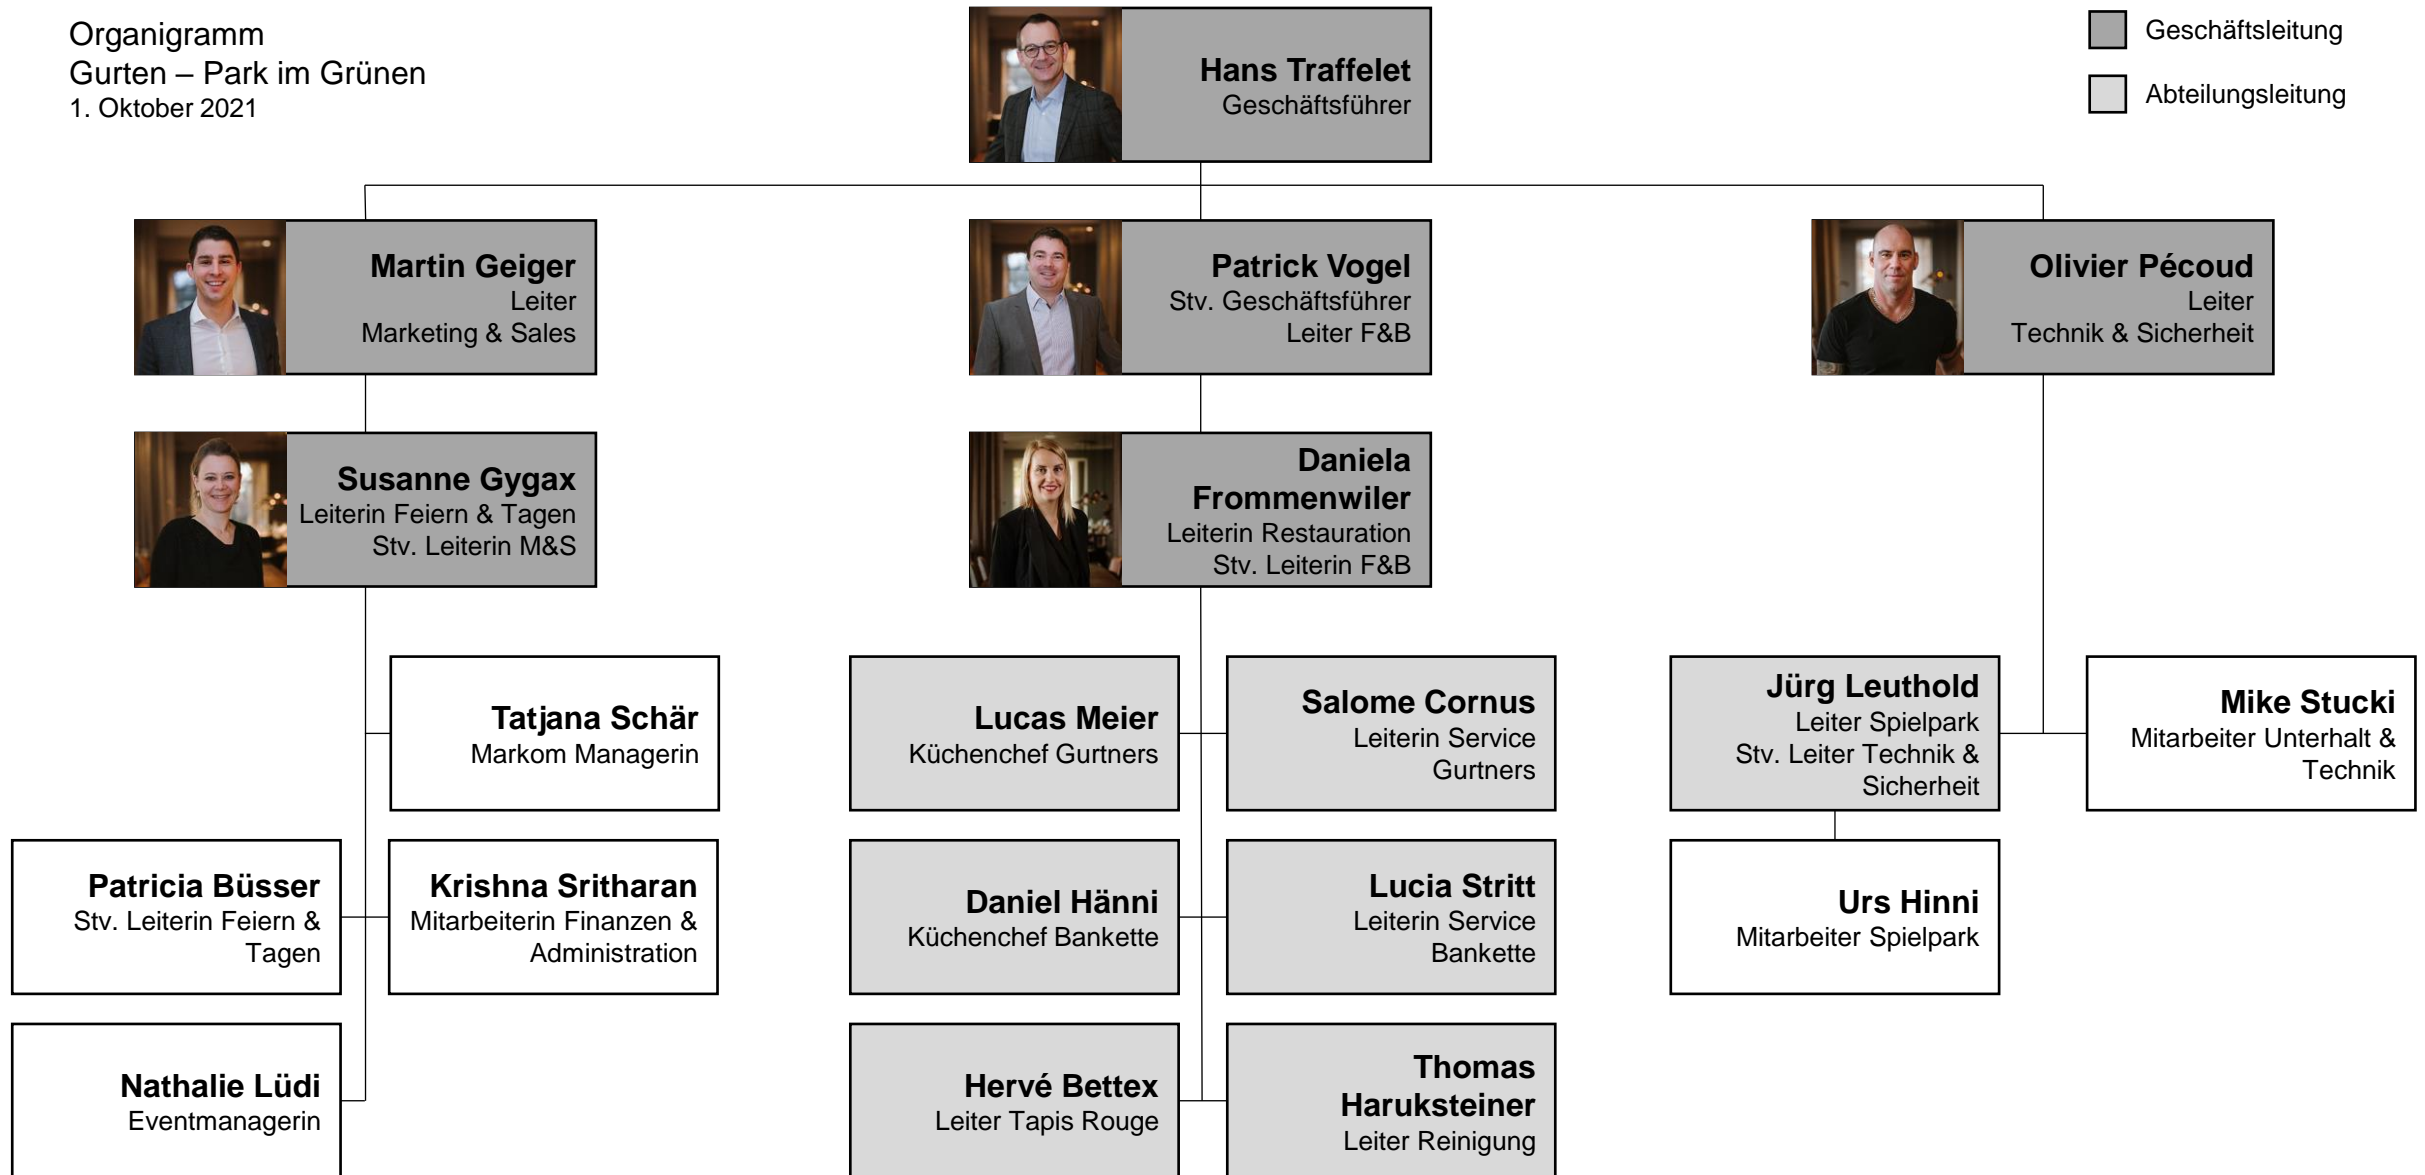 Organigramm
Gurten – Park im Grünen
1. Oktober 2021
Geschäftsleitung
Abteilungsleitung
Hans Traffelet
Geschäftsführer
Martin Geiger
Leiter
Marketing & Sales
Patrick Vogel
Stv. Geschäftsführer
Leiter F&B
Olivier Pécoud
Leiter
Technik & Sicherheit
Susanne Gygax
Leiterin Feiern & Tagen
Stv. Leiterin M&S
Daniela
Frommenwiler
Leiterin Restauration
Stv. Leiterin F&B
Tatjana Schär
Markom Managerin
Lucas Meier
Küchenchef Gurtners
Salome Cornus
Leiterin Service
Gurtners
Jürg Leuthold
Leiter Spielpark
Stv. Leiter Technik &
Sicherheit
Mike Stucki
Mitarbeiter Unterhalt &
Technik
Patricia Büsser
Stv. Leiterin Feiern &
Tagen
Krishna Sritharan
Mitarbeiterin Finanzen &
Administration
Daniel Hänni
Küchenchef Bankette
Lucia Stritt
Leiterin Service
Bankette
Urs Hinni
Mitarbeiter Spielpark
Nathalie Lüdi
Eventmanagerin
Hervé Bettex
Leiter Tapis Rouge
Thomas
Haruksteiner
Leiter Reinigung